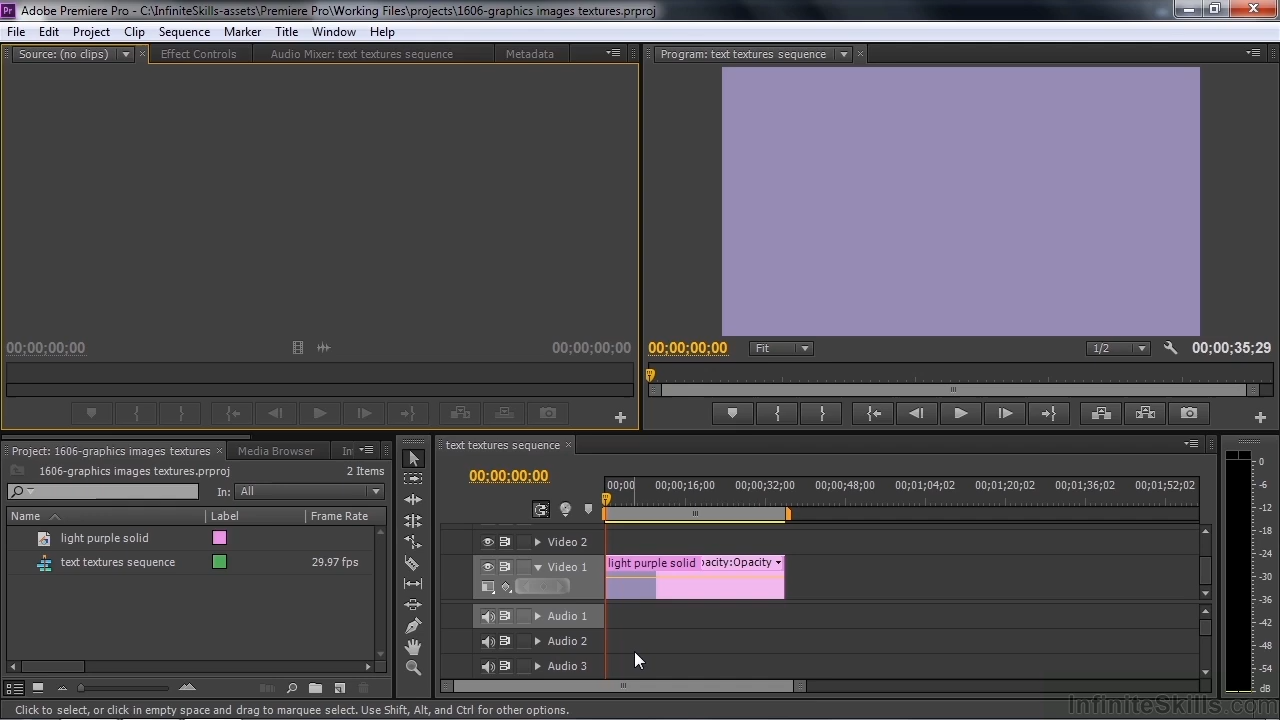 Pr Adobe Premiere Pro - C:\InfiniteSkills-assets\Premiere Pro\Working Files\projects\1606-graphics images textures.prproj
File Edit Project Clip Sequence Marker Title Window Help
Source: (no clips) Effect Controls Audio Mixer: text textures sequence Metadata
Program: text textures sequence
00;00;00;00 00;00;00;00
00:00:00:00 Fit 1/2 00;00;35;29
Project: 1606-graphics images textures Media Browser In
1606-graphics images textures.prproj 2 Items
In: All
Name Label Frame Rate
light purple solid
text textures sequence 29.97 fps
text textures sequence
00:00:00:00
00;00 00;00;16;00 00;00;32;00 00;00;48;00 00;01;04;02 00;01;20;02 00;01;36;02 00;01;52;02
Video 2
Video 1 light purple solid pacity:Opacity
Audio 1
Audio 2
Audio 3
0
-6
-12
-18
-24
-30
-36
-42
-48
-54
dB
Click to select, or click in empty space and drag to marquee select. Use Shift, Alt, and Ctrl for other options.
InfiniteSkills.com